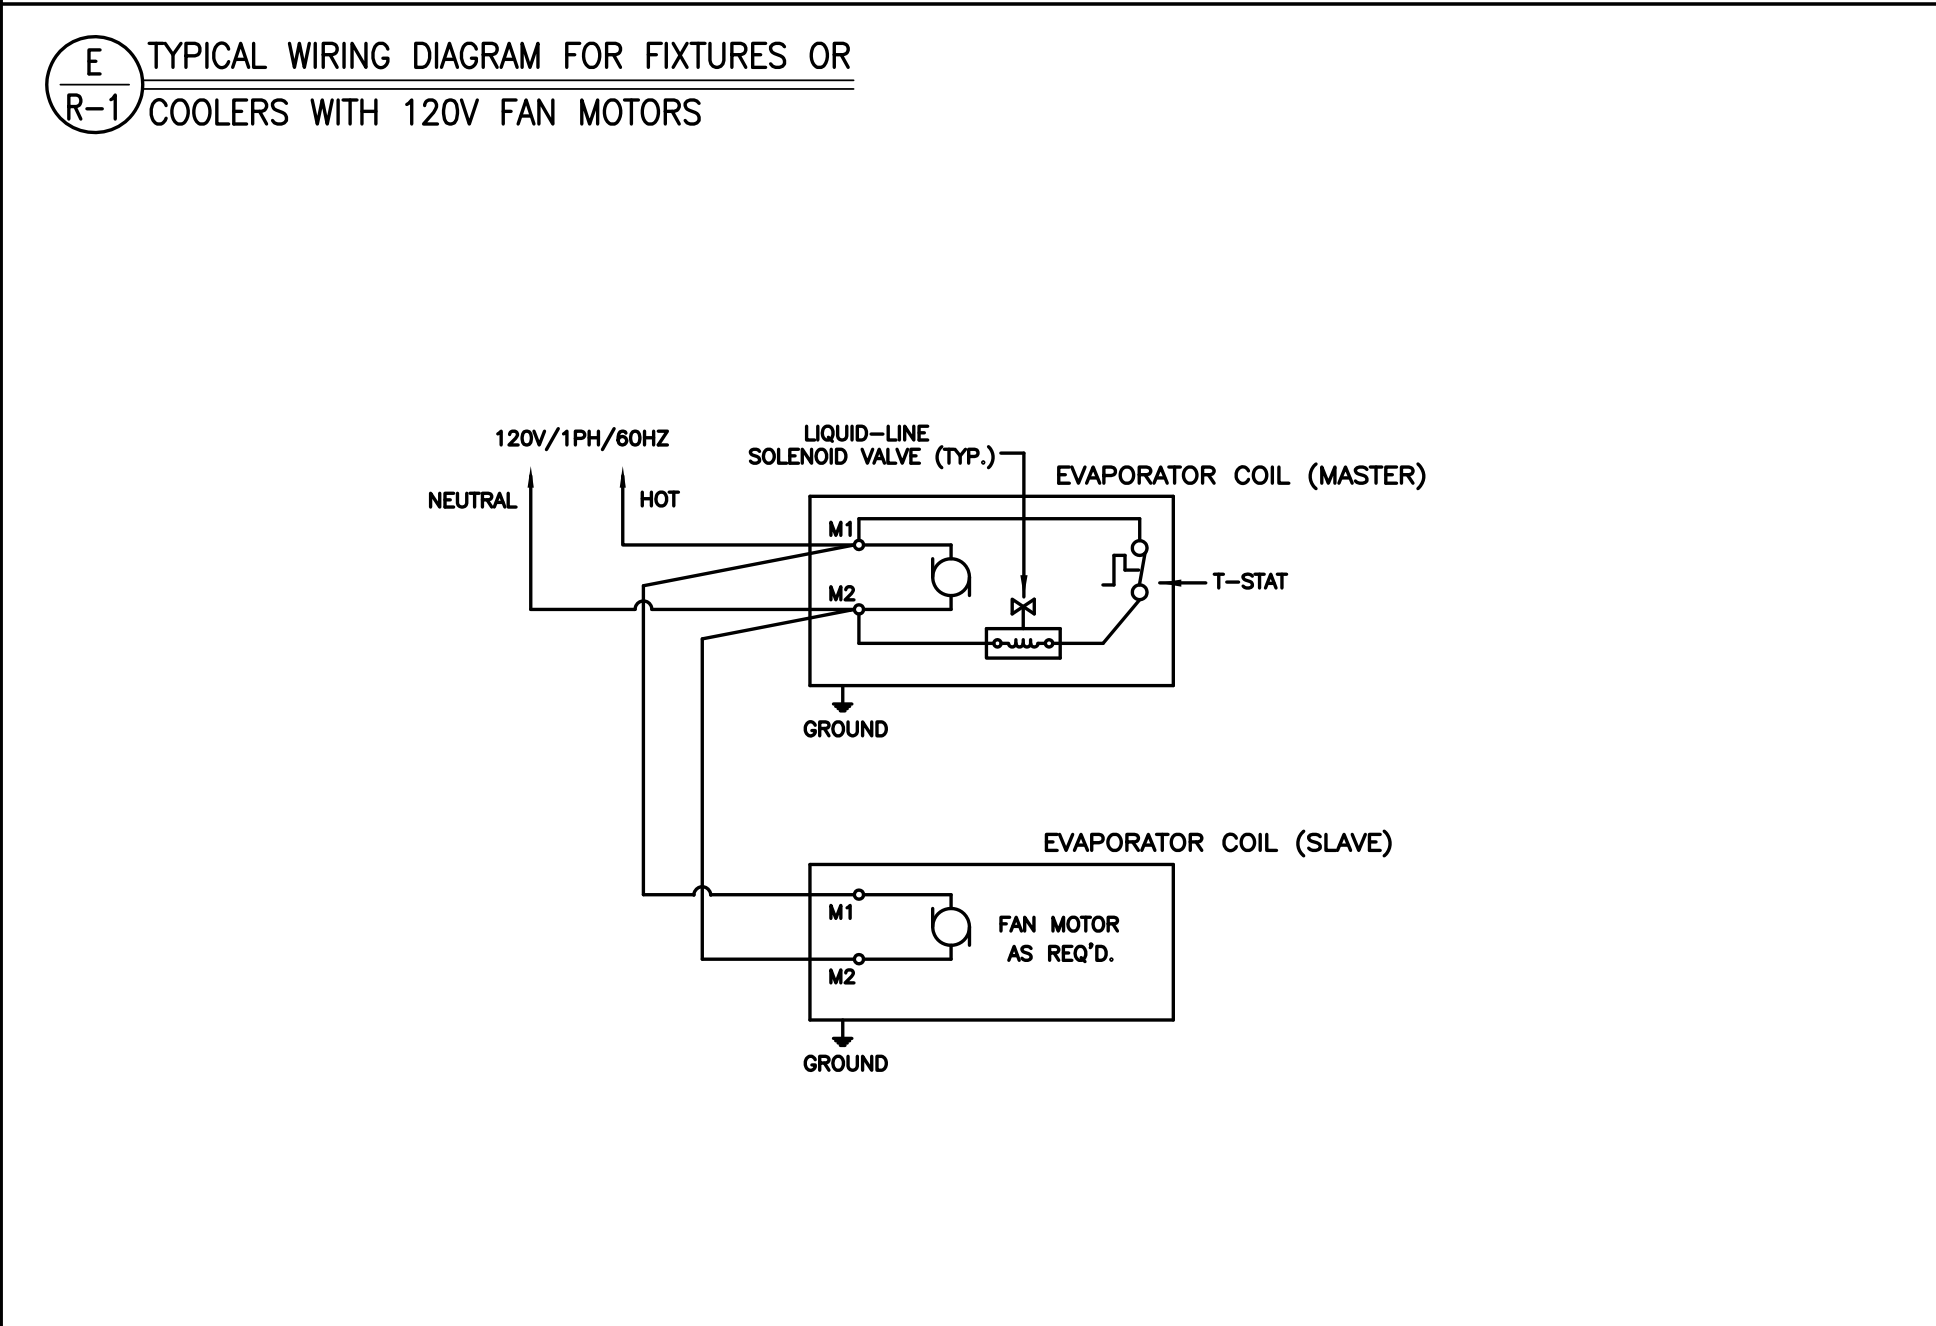 E
R-1
TYPICAL WIRING DIAGRAM FOR FIXTURES OR
COOLERS WITH 120V FAN MOTORS
120V/1PH/60HZ
NEUTRAL
HOT
LIQUID-LINE
SOLENOID VALVE (TYP.)
EVAPORATOR COIL (MASTER)
M1
M2
T-STAT
GROUND
EVAPORATOR COIL (SLAVE)
M1
M2
FAN MOTOR
AS REQ'D.
GROUND